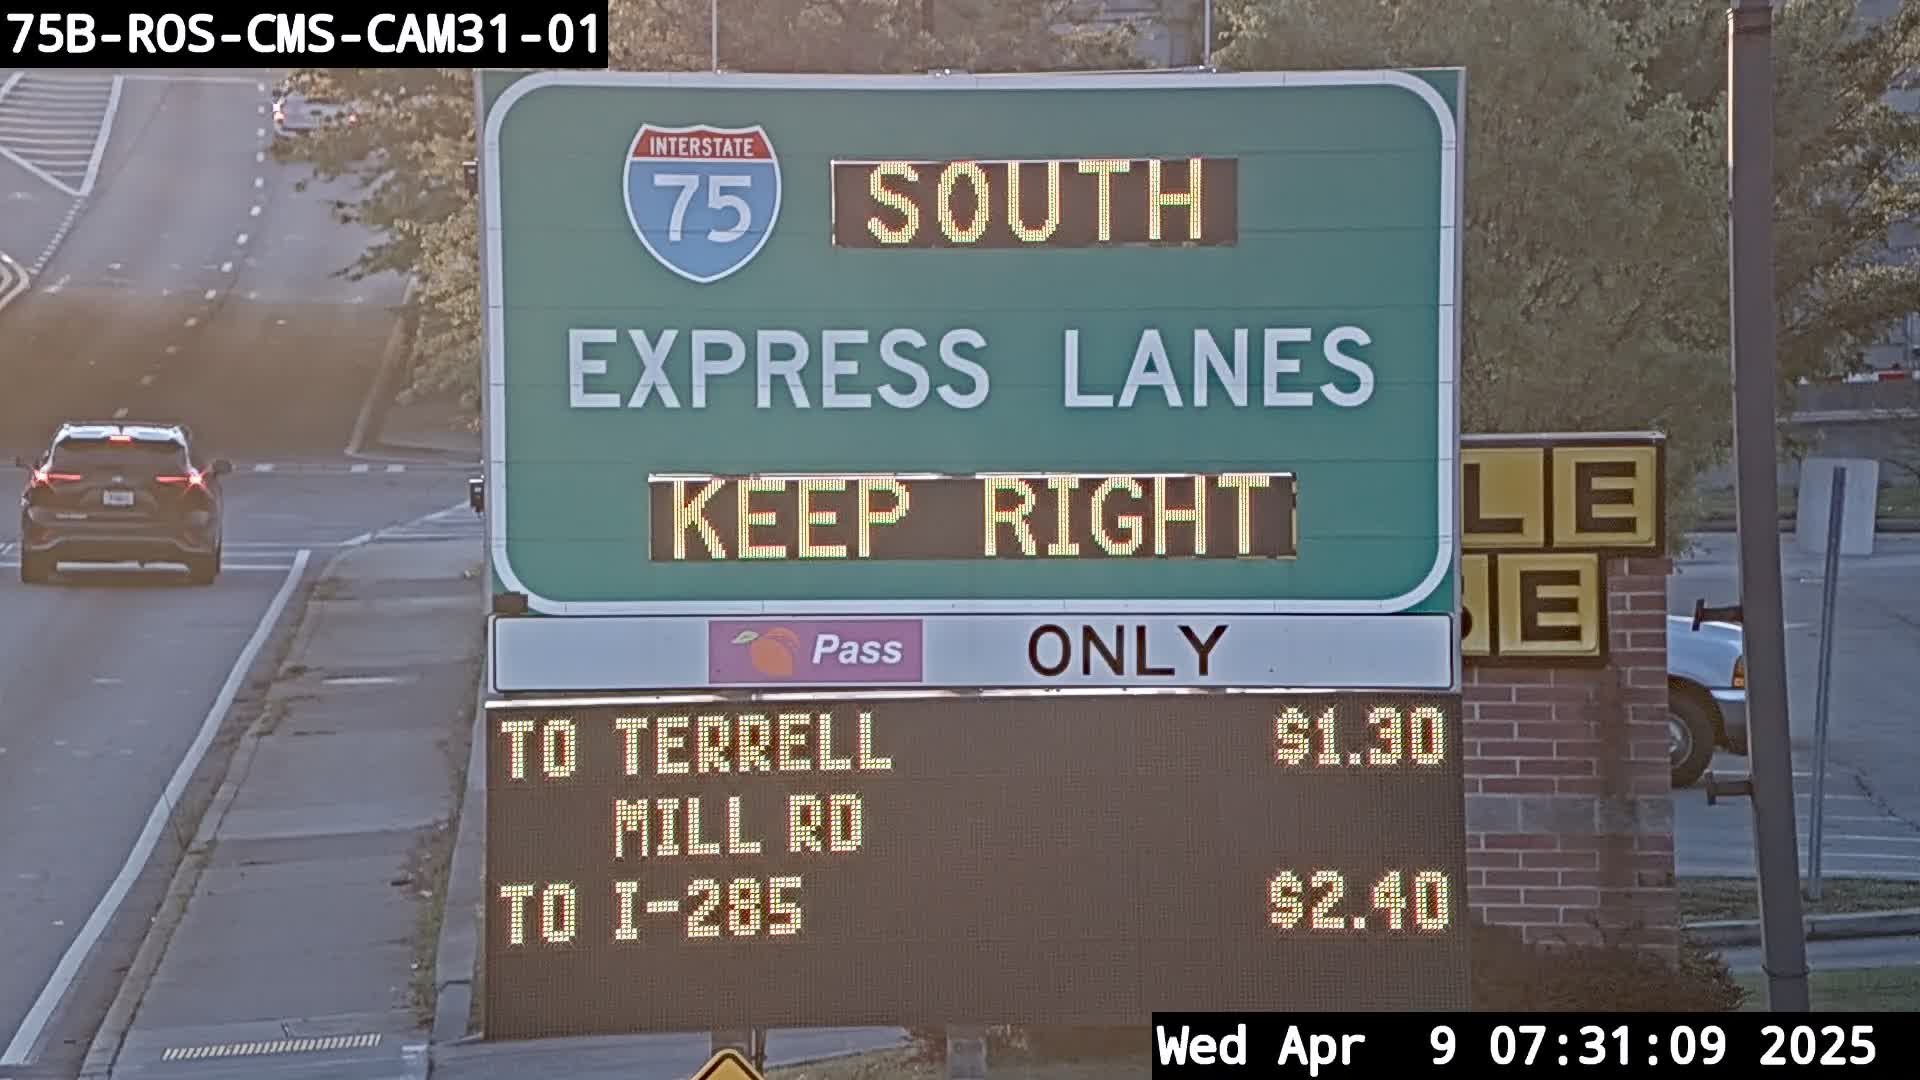 75B-ROS-CMS-CAM31-01
INTERSTATE
75
SOUTH
EXPRESS LANES
KEEP RIGHT
Pass ONLY
LE
E
TO TERRELL $1.30
MILL RD
TO I-285 $2.40
Wed Apr 9 07:31:09 2025